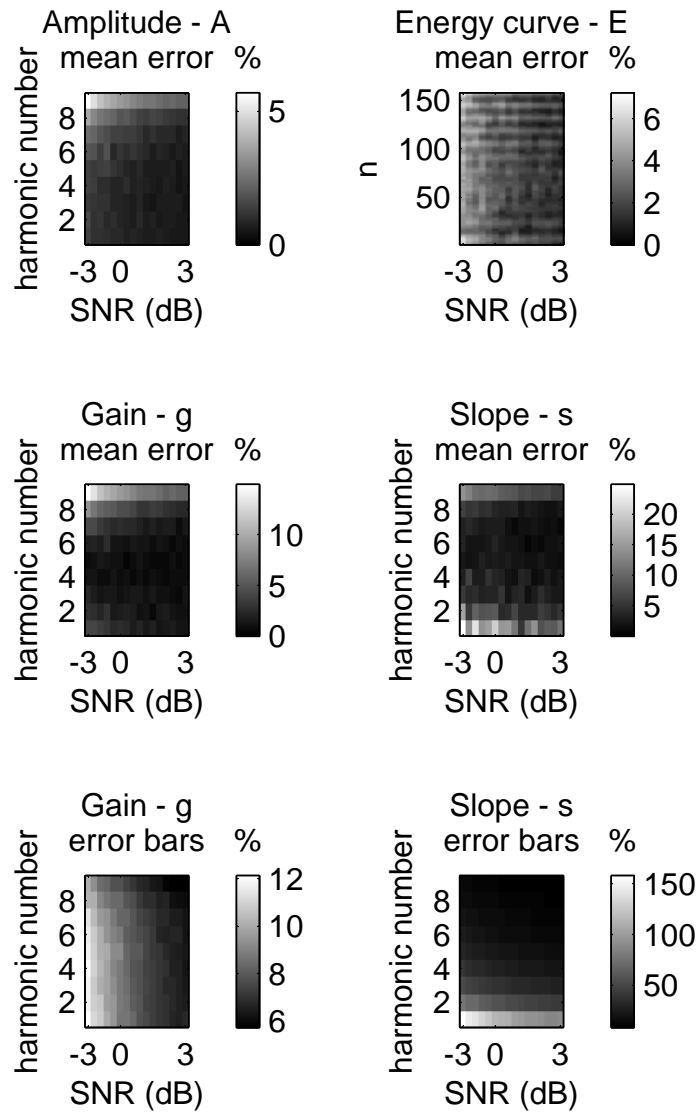 Amplitude - A
mean error %
harmonic number
8
6
4
2
5
0
-3 0 3
SNR (dB)
Energy curve - E
mean error %
n
150
100
50
6
4
2
0
-3 0 3
SNR (dB)
Gain - g
mean error %
harmonic number
8
6
4
2
10
5
0
-3 0 3
SNR (dB)
Slope - s
mean error %
harmonic number
8
6
4
2
20
15
10
5
-3 0 3
SNR (dB)
Gain - g
error bars %
harmonic number
8
6
4
2
12
10
8
6
-3 0 3
SNR (dB)
Slope - s
error bars %
harmonic number
8
6
4
2
150
100
50
-3 0 3
SNR (dB)